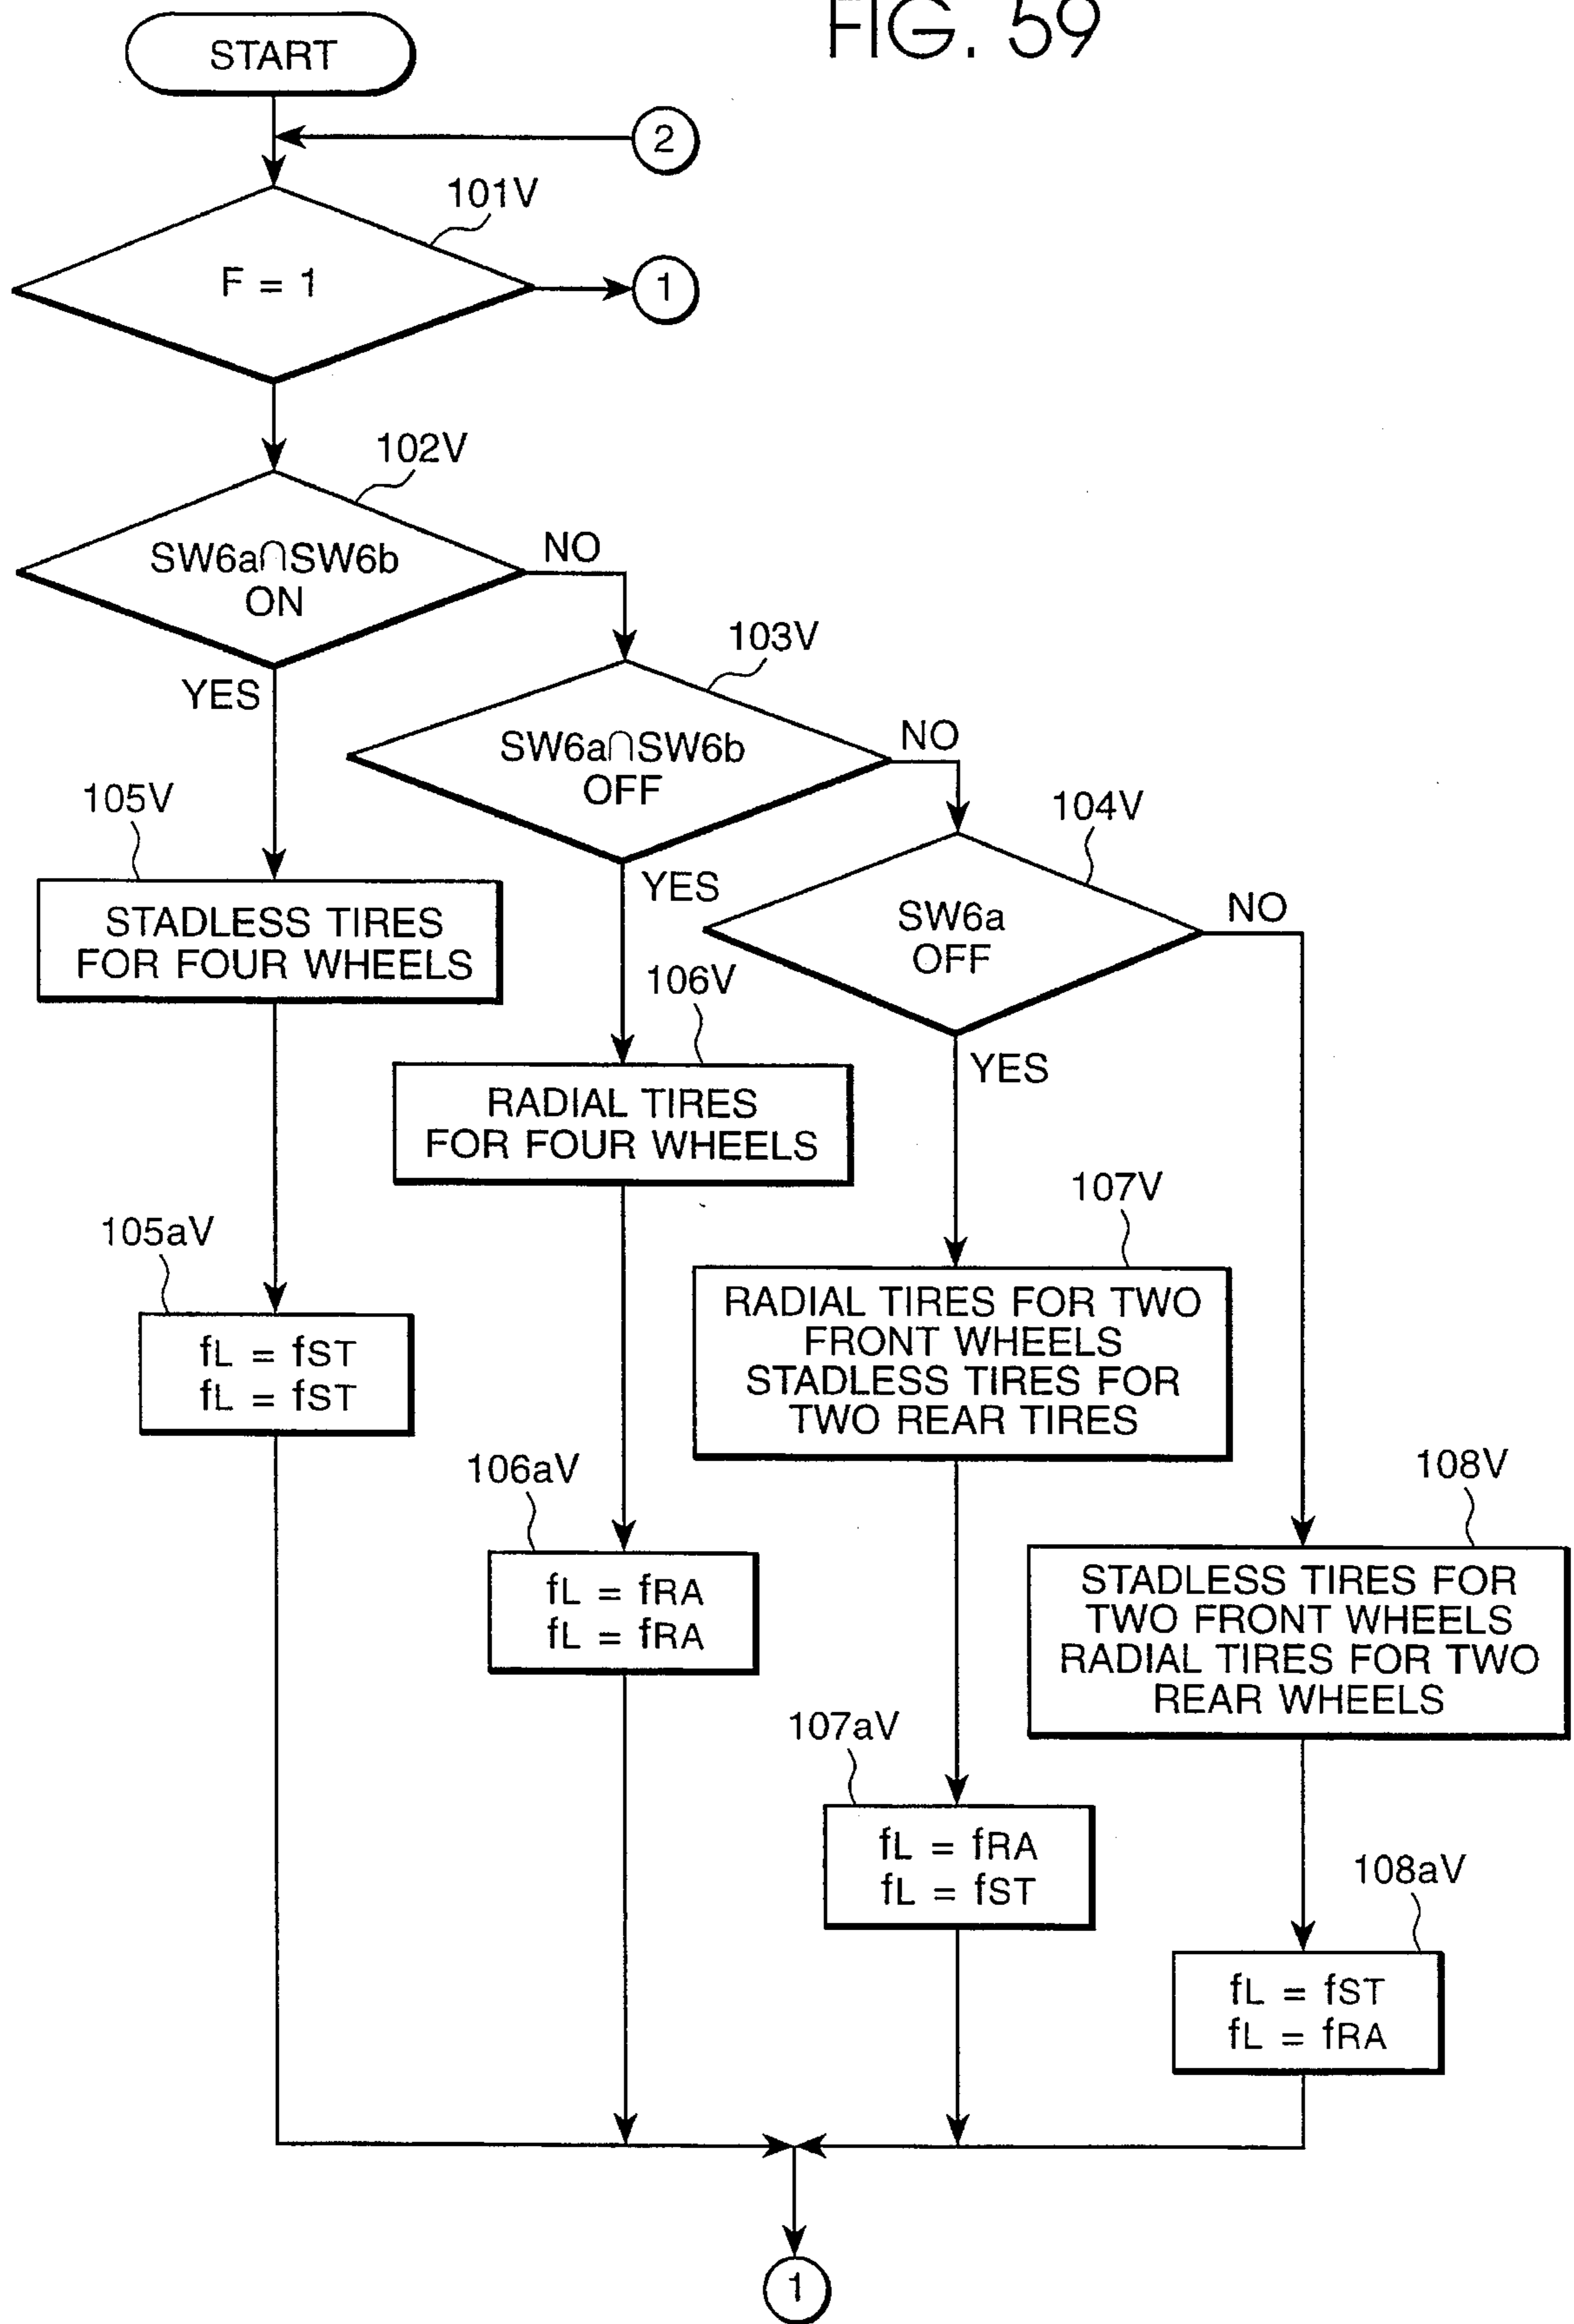 FIG. 59
START
2
101V
F = 1
1
102V
SW6a∩SW6b
ON
NO
YES
103V
SW6a∩SW6b
OFF
NO
YES
104V
SW6a
OFF
NO
YES
105V
STADLESS TIRES
FOR FOUR WHEELS
106V
RADIAL TIRES
FOR FOUR WHEELS
107V
RADIAL TIRES FOR TWO
FRONT WHEELS
STADLESS TIRES FOR
TWO REAR TIRES
105aV
fL = fST
fL = fST
106aV
fL = fRA
fL = fRA
108V
STADLESS TIRES FOR
TWO FRONT WHEELS
RADIAL TIRES FOR TWO
REAR WHEELS
107aV
fL = fRA
fL = fST
108aV
fL = fST
fL = fRA
1